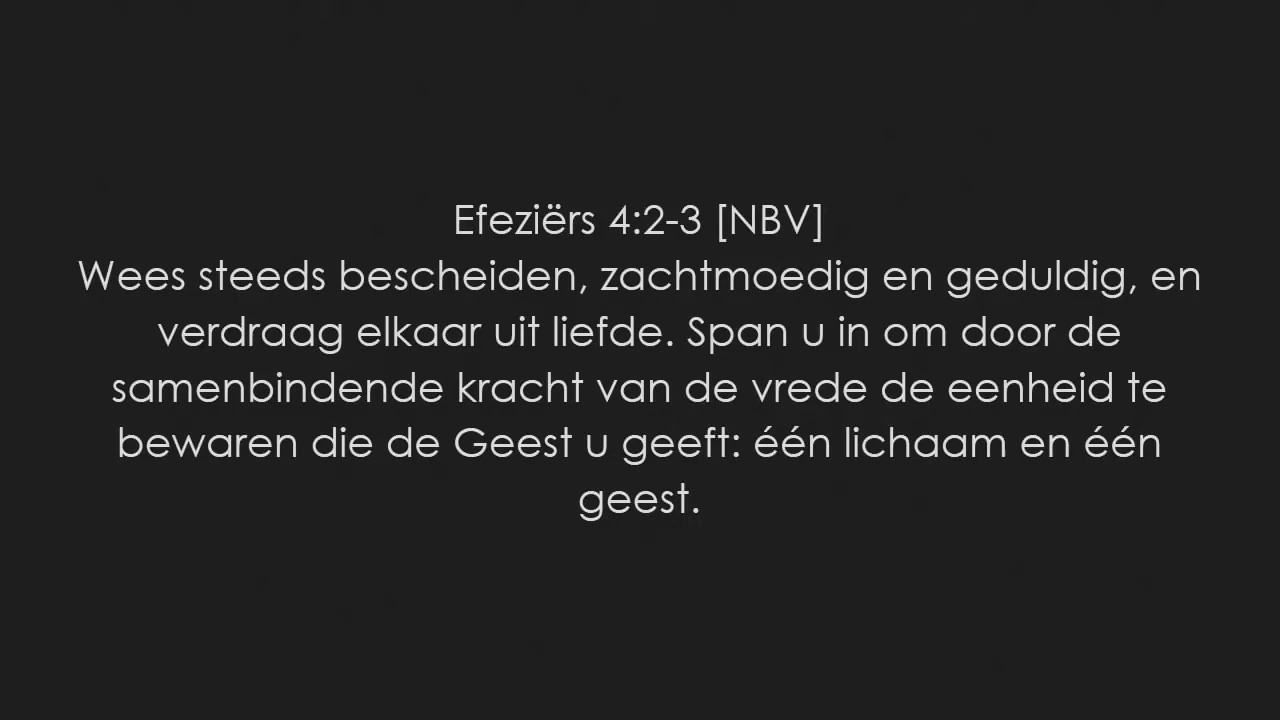 Efeziërs 4:2-3 [NBV]
Wees steeds bescheiden, zachtmoedig en geduldig, en
verdraag elkaar uit liefde. Span u in om door de
samenbindende kracht van de vrede de eenheid te
bewaren die de Geest u geeft: één lichaam en één
geest.